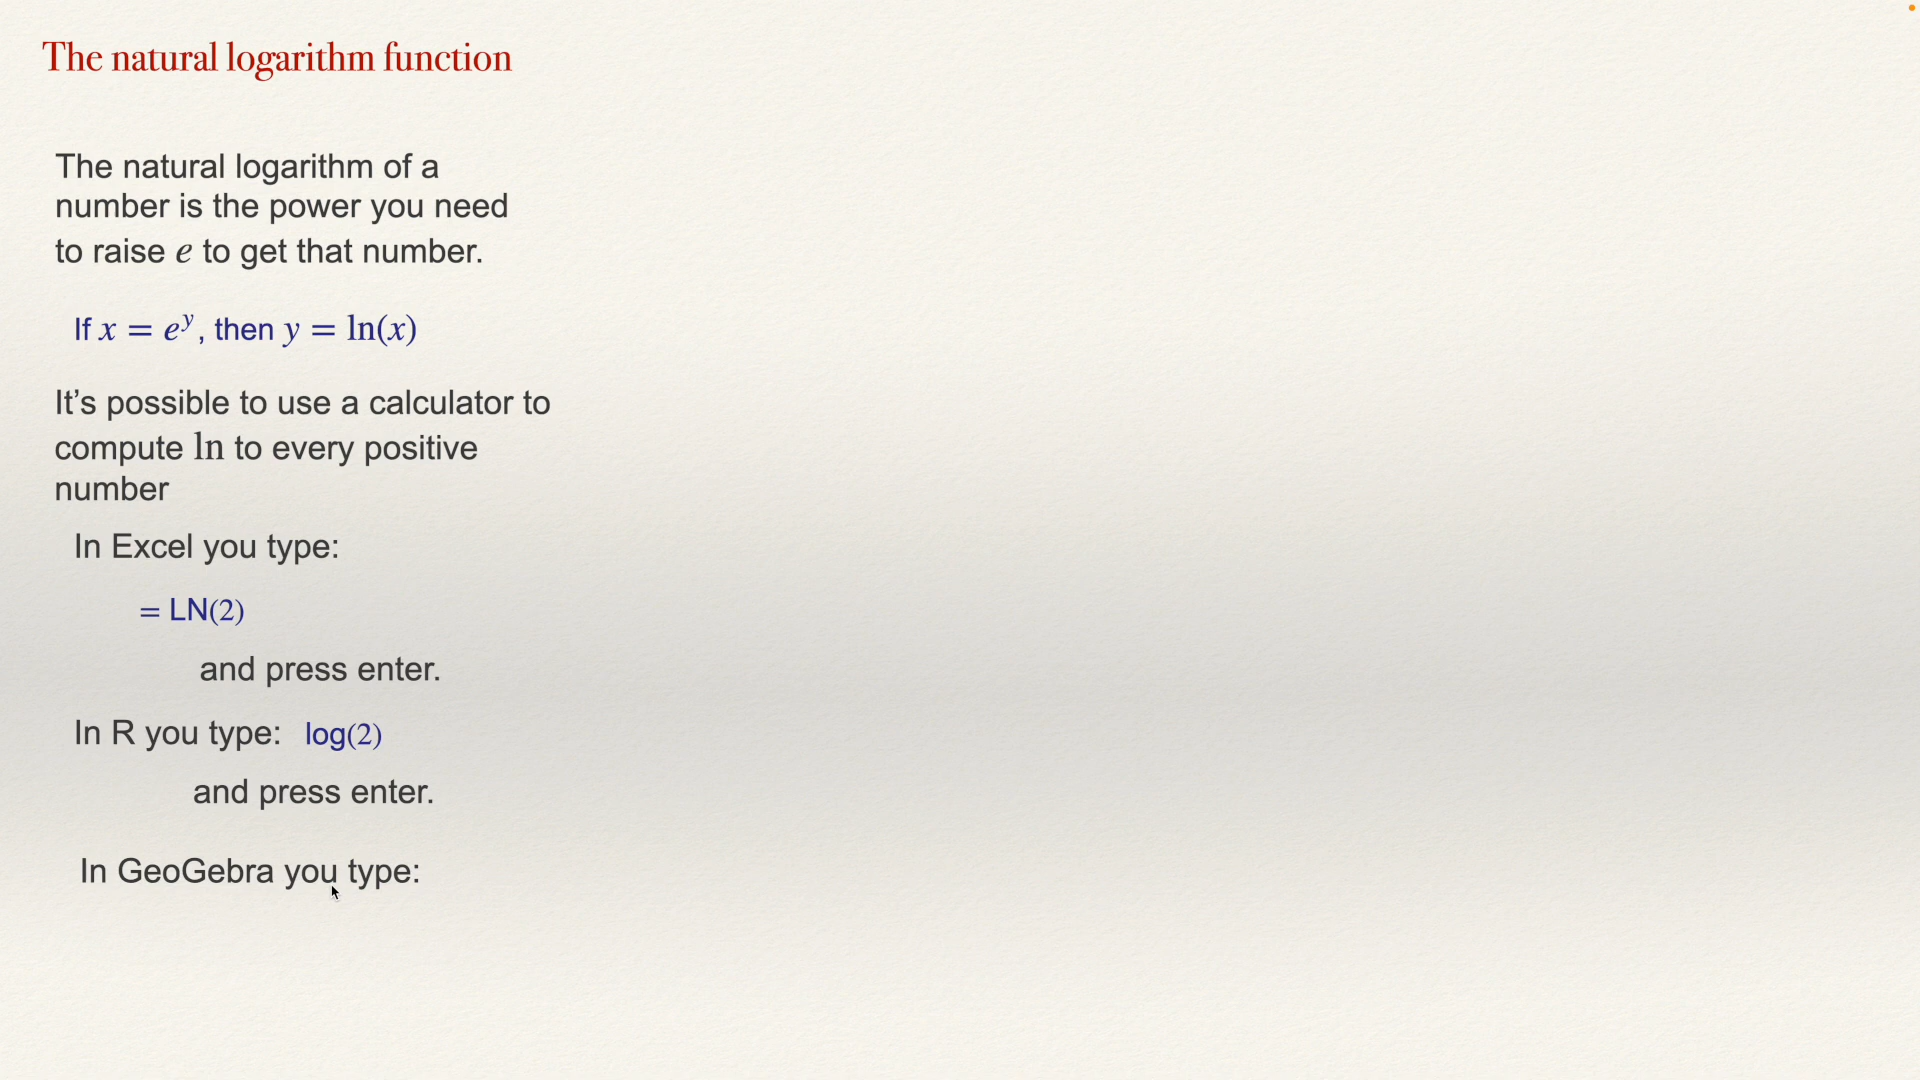 The natural logarithm function
The natural logarithm of a
number is the power you need
to raise e to get that number.
If x = e^y, then y = ln(x)
It’s possible to use a calculator to
compute ln to every positive
number
In Excel you type:
= LN(2)
and press enter.
In R you type: log(2)
and press enter.
In GeoGebra you type: